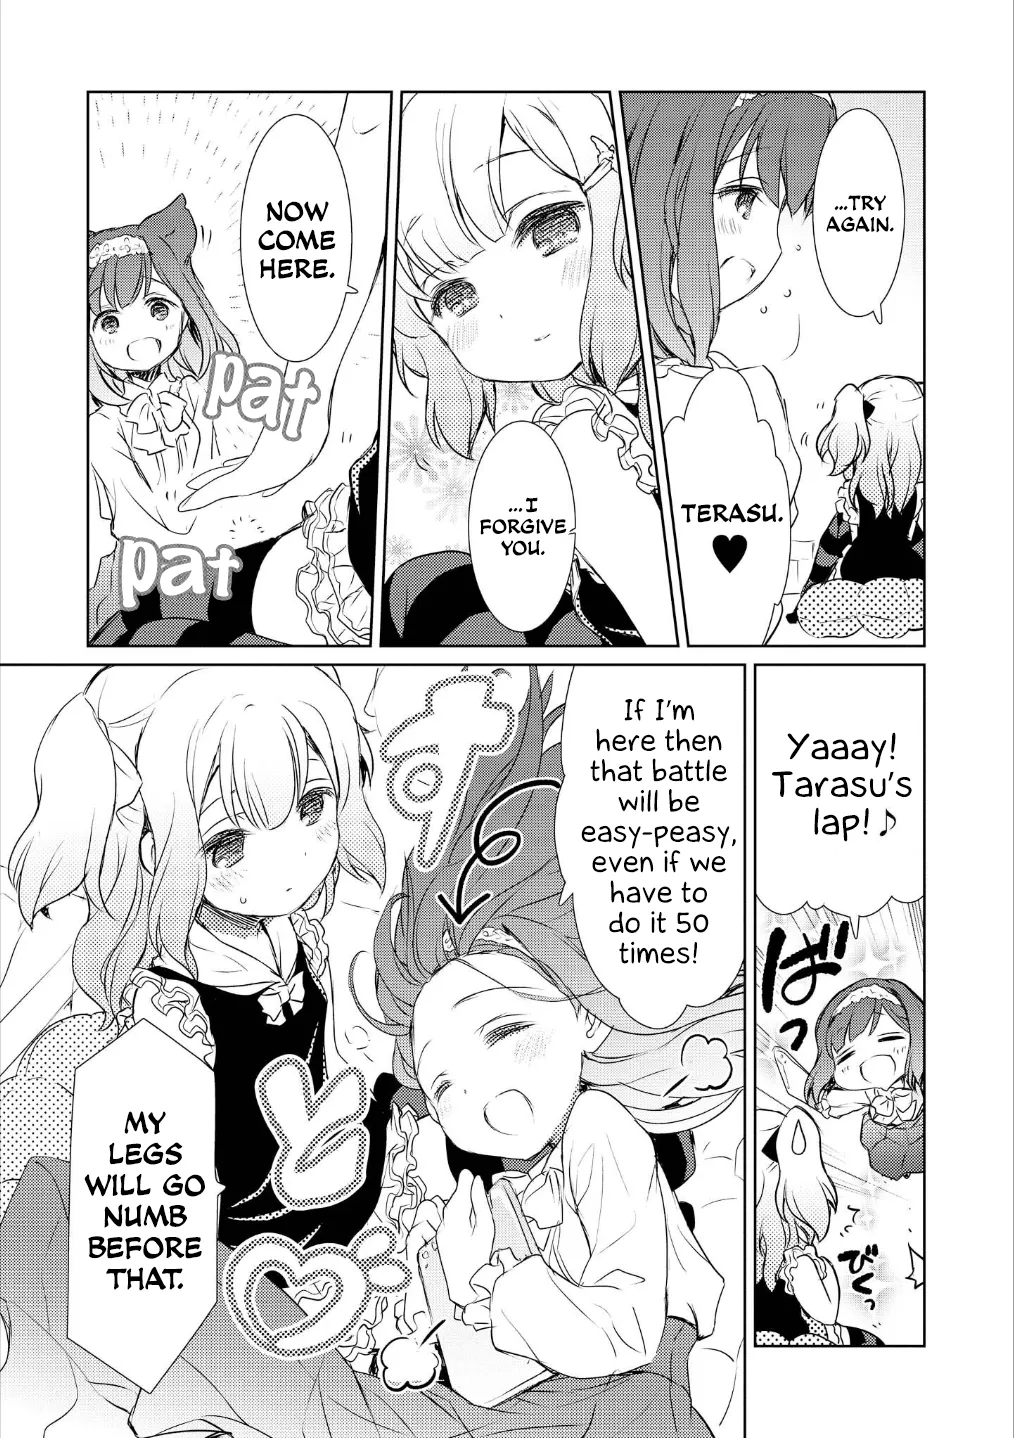 ...TRY
AGAIN.
TERASU.
♥
...I
FORGIVE
YOU.
NOW
COME
HERE.
pat
pat
Yaaay!
Tarasu's
lap!♪
ばっ
びくっ
If I'm
here then
that battle
will be
easy-peasy,
even if we
have to
do it 50
times!
すピ
MY
LEGS
WILL GO
NUMB
BEFORE
THAT.